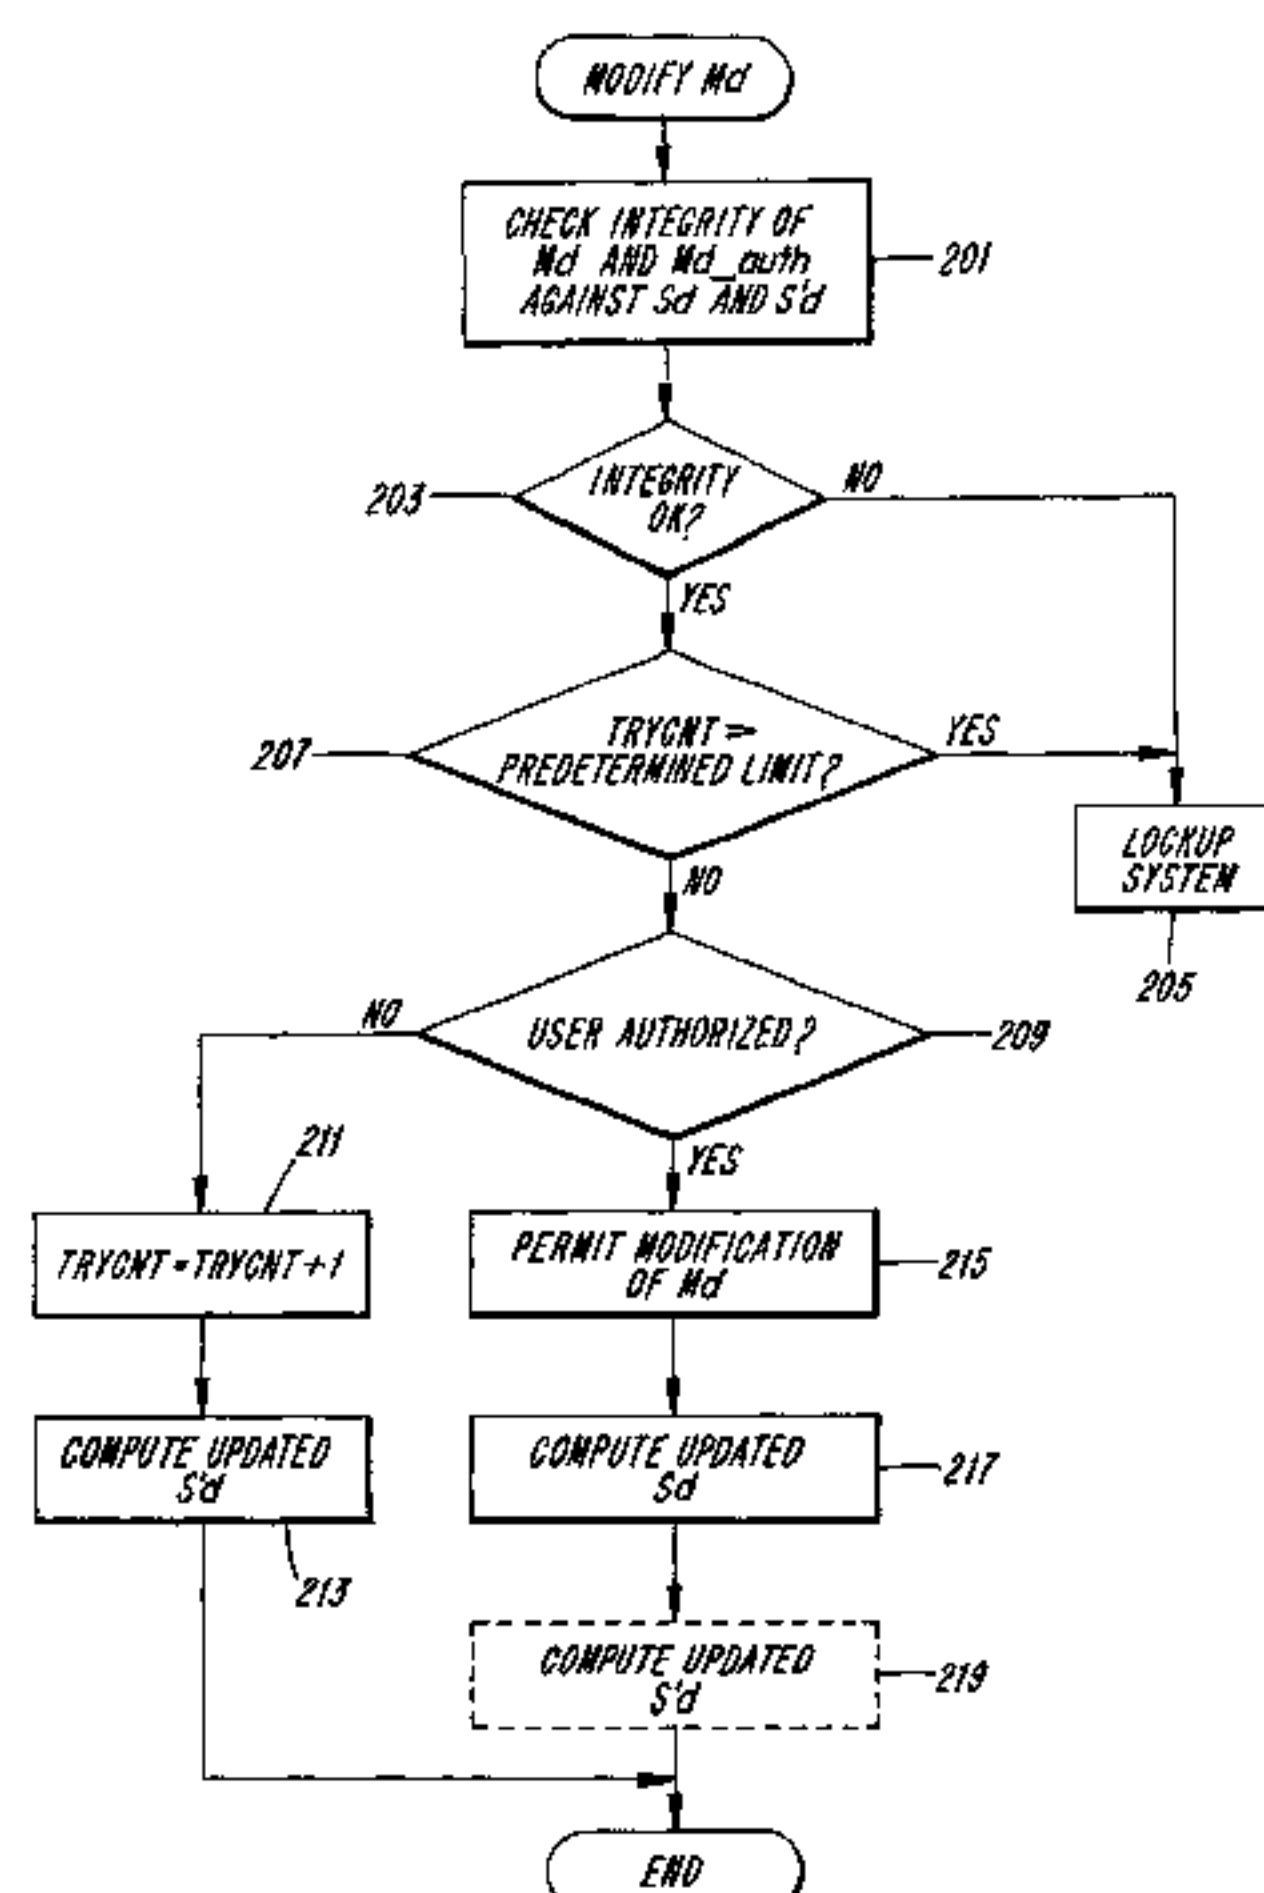 MODIFY Md
CHECK INTEGRITY OF
Md AND Md_auth
AGAINST Sd AND S'd
201
INTEGRITY
OK?
203
NO
YES
TRYCNT =>
PREDETERMINED LIMIT?
207
YES
LOCKUP
SYSTEM
205
NO
USER AUTHORIZED?
209
NO
YES
211
TRYCNT=TRYCNT+1
PERMIT MODIFICATION
OF Md
215
COMPUTE UPDATED
S'd
213
COMPUTE UPDATED
Sd
217
COMPUTE UPDATED
S'd
219
END